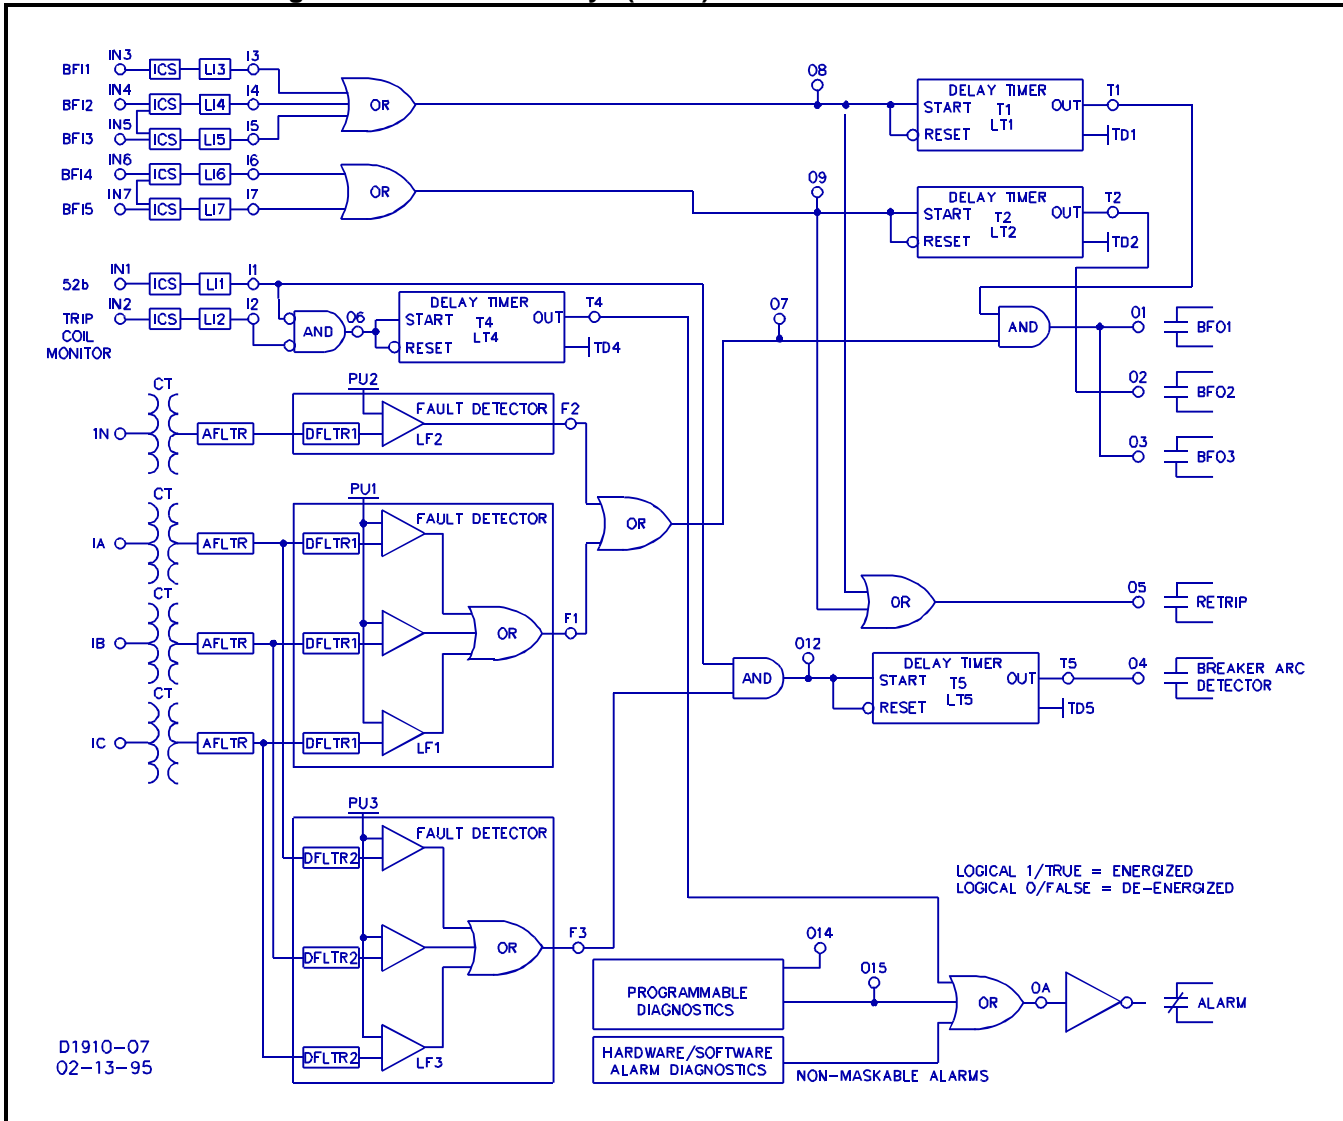 IN3
I3
BFI1
ICS
LI3
IN4
I4
BFI2
ICS
LI4
OR
IN5
I5
BFI3
ICS
LI5
IN6
I6
BFI4
ICS
LI6
OR
IN7
I7
BFI5
ICS
LI7
O8
DELAY TIMER
START
T1
LT1
OUT
T1
RESET
TD1
O9
DELAY TIMER
START
T2
LT2
OUT
T2
RESET
TD2
IN1
I1
52b
ICS
LI1
IN2
I2
TRIP
COIL
MONITOR
ICS
LI2
AND
O6
DELAY TIMER
START
T4
LT4
OUT
T4
RESET
TD4
O7
AND
O1
BFO1
O2
BFO2
O3
BFO3
CT
1N
AFLTR
PU2
FAULT DETECTOR
F2
DFLTR1
LF2
CT
IA
AFLTR
PU1
FAULT DETECTOR
DFLTR1
OR
CT
IB
AFLTR
DFLTR1
OR
F1
CT
IC
AFLTR
DFLTR1
LF1
OR
O5
RETRIP
AND
O12
DELAY TIMER
START
T5
LT5
OUT
T5
RESET
TD5
O4
BREAKER ARC
DETECTOR
PU3
FAULT DETECTOR
DFLTR2
DFLTR2
OR
F3
DFLTR2
LF3
LOGICAL 1/TRUE = ENERGIZED
LOGICAL 0/FALSE = DE-ENERGIZED
PROGRAMMABLE
DIAGNOSTICS
O14
O15
OR
OA
ALARM
HARDWARE/SOFTWARE
ALARM DIAGNOSTICS
NON-MASKABLE ALARMS
D1910-07
02-13-95